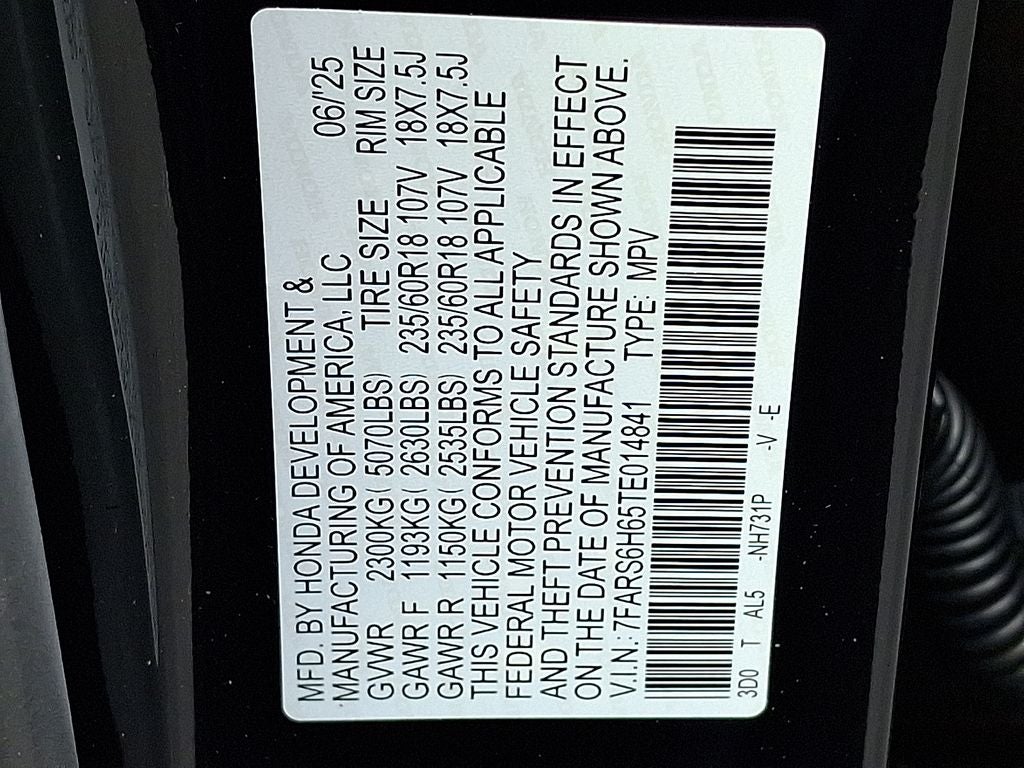 MFD. BY HONDA DEVELOPMENT &
MANUFACTURING OF AMERICA, LLC 06/'25
GVWR 2300KG( 5070LBS) TIRE SIZE RIM SIZE
GAWR F 1193KG( 2630LBS) 235/60R18 107V 18X7.5J
GAWR R 1150KG( 2535LBS) 235/60R18 107V 18X7.5J
THIS VEHICLE CONFORMS TO ALL APPLICABLE
FEDERAL MOTOR VEHICLE SAFETY
AND THEFT PREVENTION STANDARDS IN EFFECT
ON THE DATE OF MANUFACTURE SHOWN ABOVE.
V.I.N.: 7FARS6H65TE014841 TYPE: MPV
3D0 T AL5 -NH731P -V -E